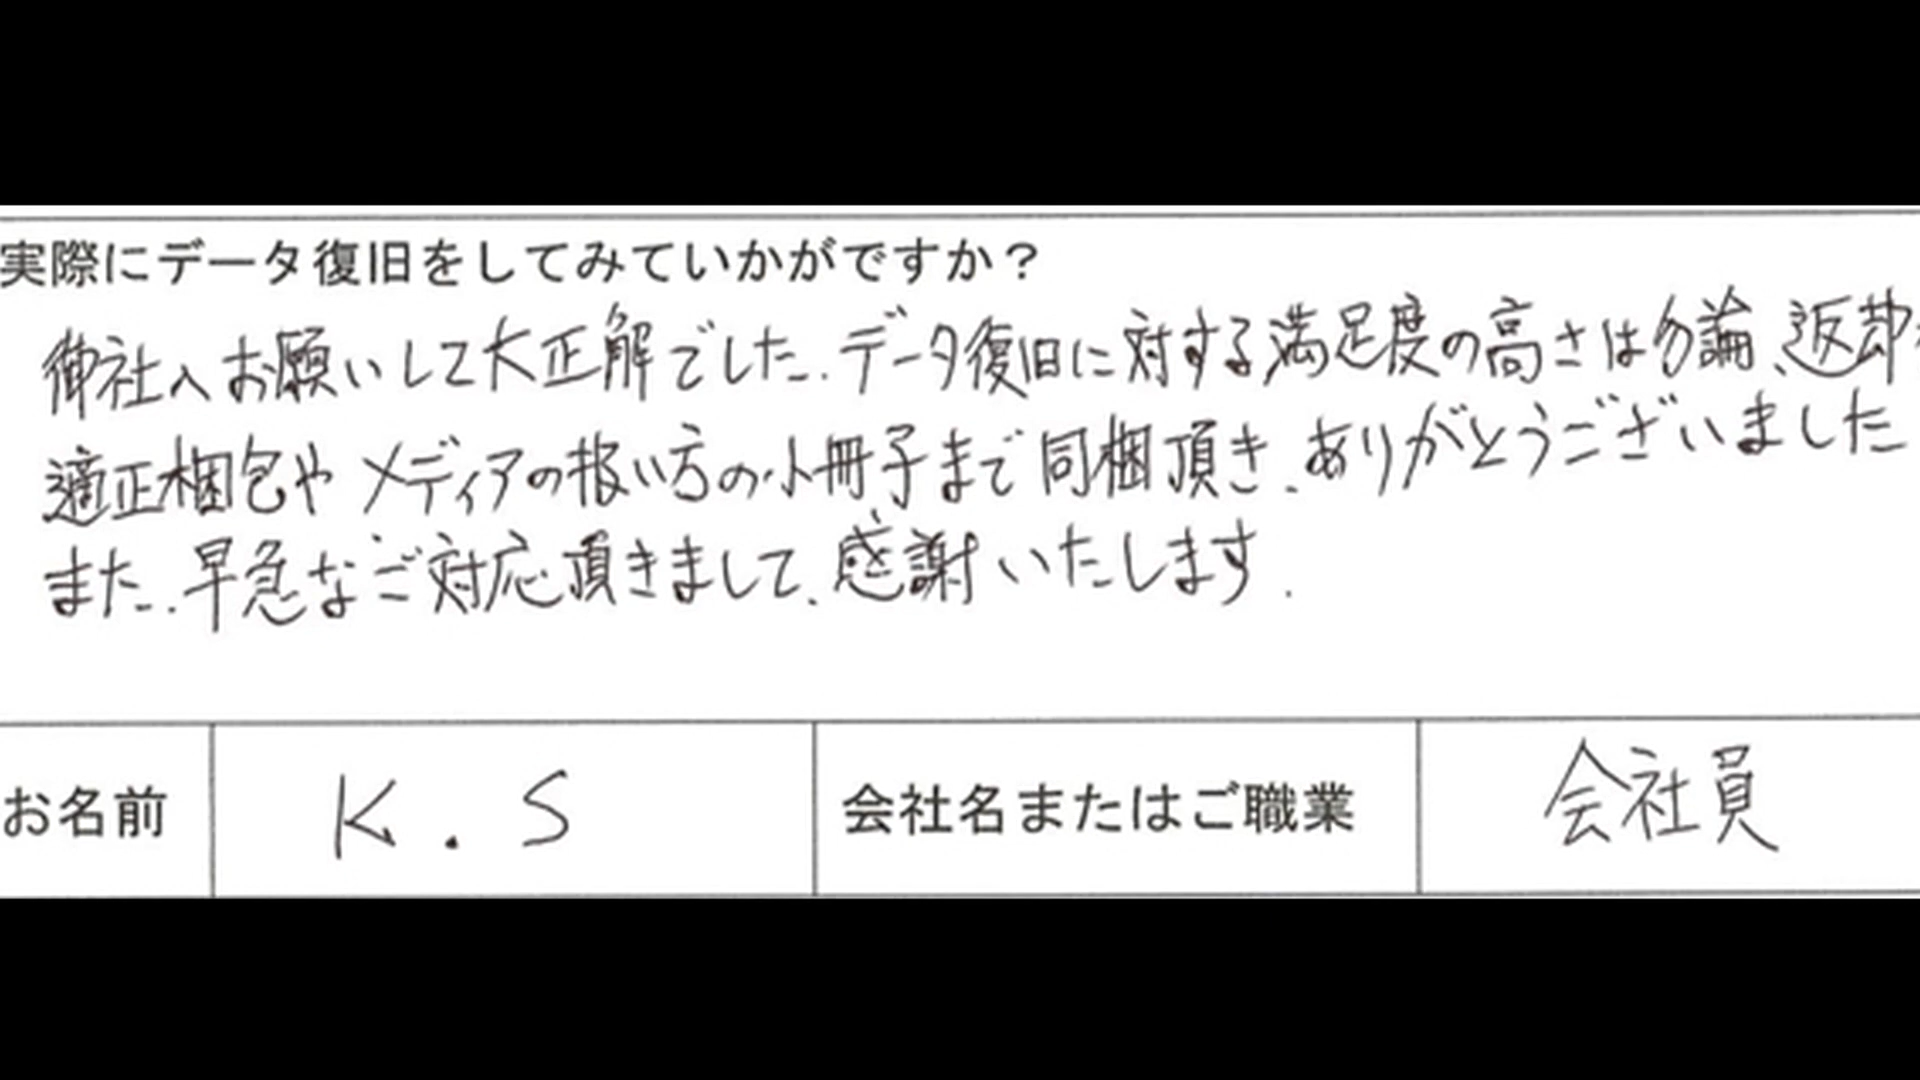 実際にデータ復旧をしてみていかがですか？
御社へお願いして大正解でした.データ復旧に対する満足度の高さは勿論、返却
適正梱包やメディアの扱い方の小冊子まで同梱頂き、ありがとうございました
また、早急なご対応頂きまして、感謝いたします.
お名前 K.S 会社名またはご職業 会社員